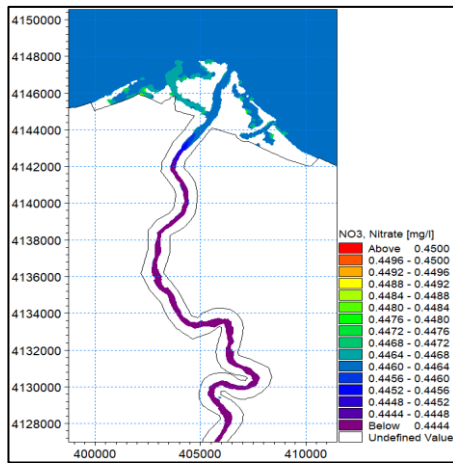 4150000
4148000
4146000
4144000
4142000
4140000
4138000
4136000
4133000
4132000
4130000
4128000
400000 405000 410000
NO3, Nitrate [mg/l]
Above 0.4500
0.4496 - 0.4500
0.4492 - 0.4496
0.4488 - 0.4492
0.4484 - 0.4488
0.4480 - 0.4484
0.4476 - 0.4480
0.4472 - 0.4476
0.4468 - 0.4472
0.4464 - 0.4468
0.4460 - 0.4464
0.4456 - 0.4460
0.4452 - 0.4456
0.4448 - 0.4452
0.4444 - 0.4448
Below 0.4444
Undefined Value